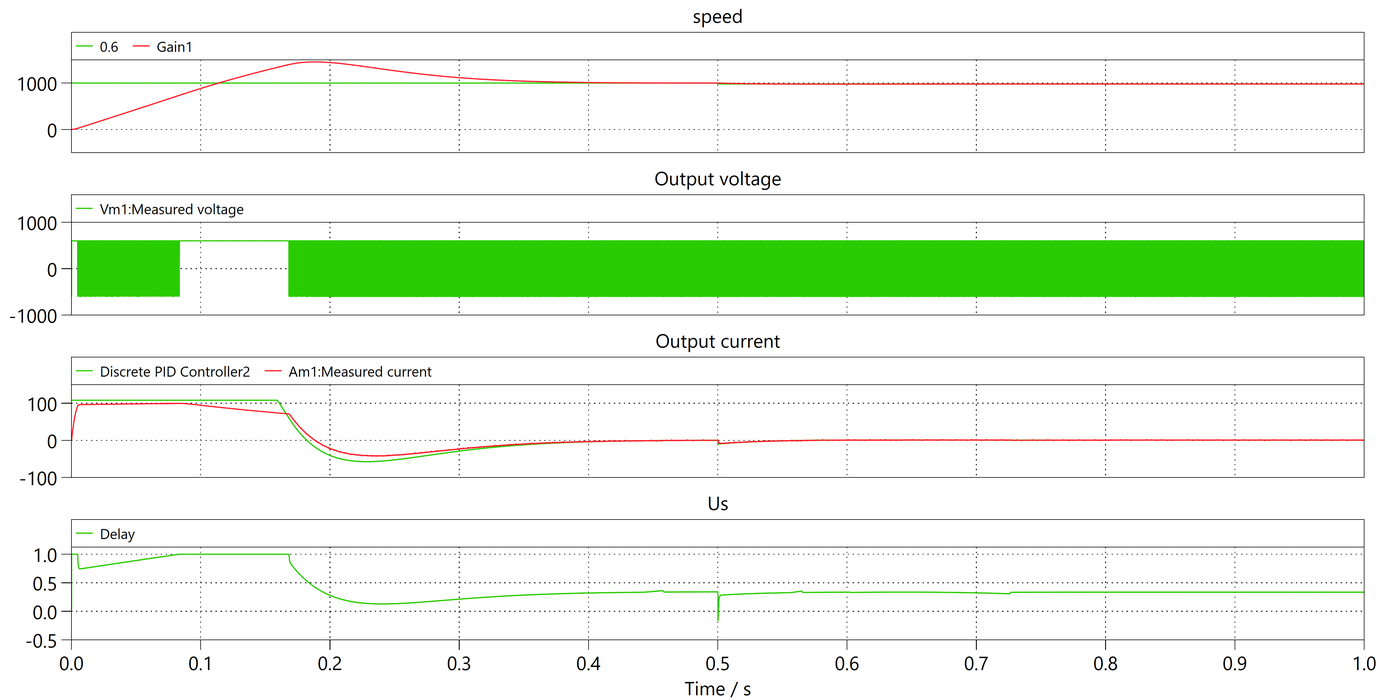 speed
0.6 Gain1
1000
0
Output voltage
Vm1:Measured voltage
1000
0
-1000
Output current
Discrete PID Controller2 Am1:Measured current
100
0
-100
Us
Delay
1.0
0.5
0.0
-0.5
0.0 0.1 0.2 0.3 0.4 0.5 0.6 0.7 0.8 0.9 1.0
Time / s